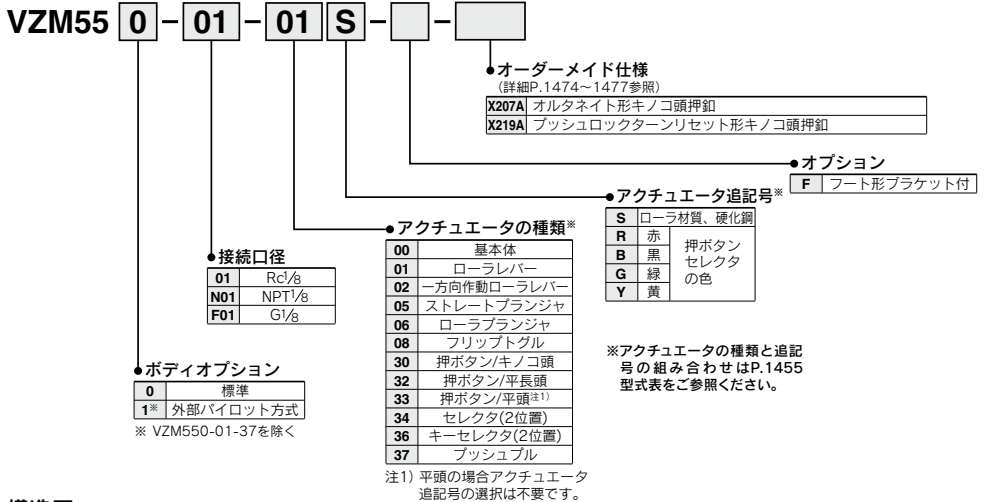 VZM55 0 - 01 - 01 S - -
●オーダーメイド仕様
(詳細P.1474〜1477参照)
X207A オルタネイト形キノコ頭押釦
X219A プッシュロックターンリセット形キノコ頭押釦
●オプション
F フート形ブラケット付
●アクチュエータ追記号※
S ローラ材質、硬化鋼
R 赤
B 黒
G 緑
Y 黄
押ボタン
セレクタ
の色
※アクチュエータの種類と追記
号の組み合わせはP.1455
型式表をご参照ください。
●アクチュエータの種類※
00 基本体
01 ローラレバー
02 一方向作動ローラレバー
05 ストレートプランジャ
06 ローラプランジャ
08 フリップトグル
30 押ボタン/キノコ頭
32 押ボタン/平長頭
33 押ボタン/平頭注1)
34 セレクタ(2位置)
36 キーセレクタ(2位置)
37 プッシュプル
注1) 平頭の場合アクチュエータ
追記号の選択は不要です。
●接続口径
01 Rc1/8
N01 NPT1/8
F01 G1/8
●ボディオプション
0 標準
1※ 外部パイロット方式
※ VZM550-01-37を除く